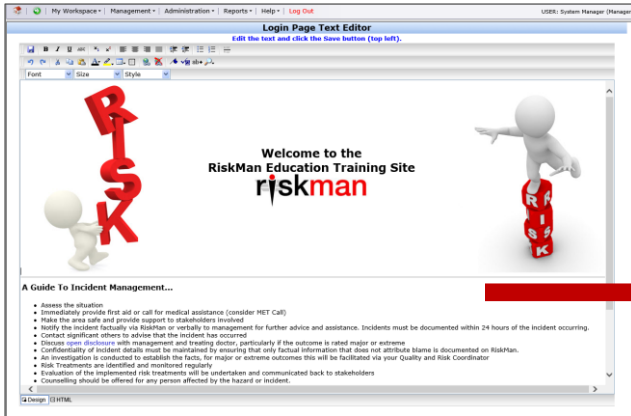 My Workspace | Management | Administration | Reports | Help | Log Out
USER: System Manager (Manager
Login Page Text Editor
Edit the text and click the Save button (top left).
B I U ABC
Font Size Style
RISK
Welcome to the
RiskMan Education Training Site
riskman
RISK
A Guide To Incident Management...
Assess the situation
Immediately provide first aid or call for medical assistance (consider MET Call)
Make the area safe and provide support to stakeholders involved
Notify the incident factually via RiskMan or verbally to management for further advice and assistance. Incidents must be documented within 24 hours of the incident occurring.
Contact significant others to advise that the incident has occurred
Discuss open disclosure with management and treating doctor, particularly if the outcome is rated major or extreme
Confidentiality of incident details must be maintained by ensuring that only factual information that does not attribute blame is documented on RiskMan.
An investigation is conducted to establish the facts, for major or extreme outcomes this will be facilitated via your Quality and Risk Coordinator
Risk Treatments are identified and monitored regularly
Evaluation of the implemented risk treatments will be undertaken and communicated back to stakeholders
Counselling should be offered for any person affected by the hazard or incident.
Design HTML